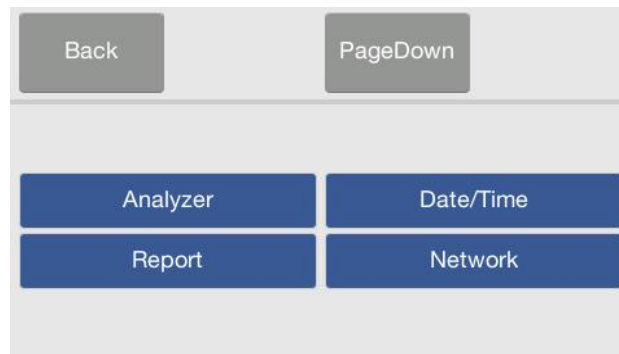 Back
PageDown
Analyzer
Date/Time
Report
Network